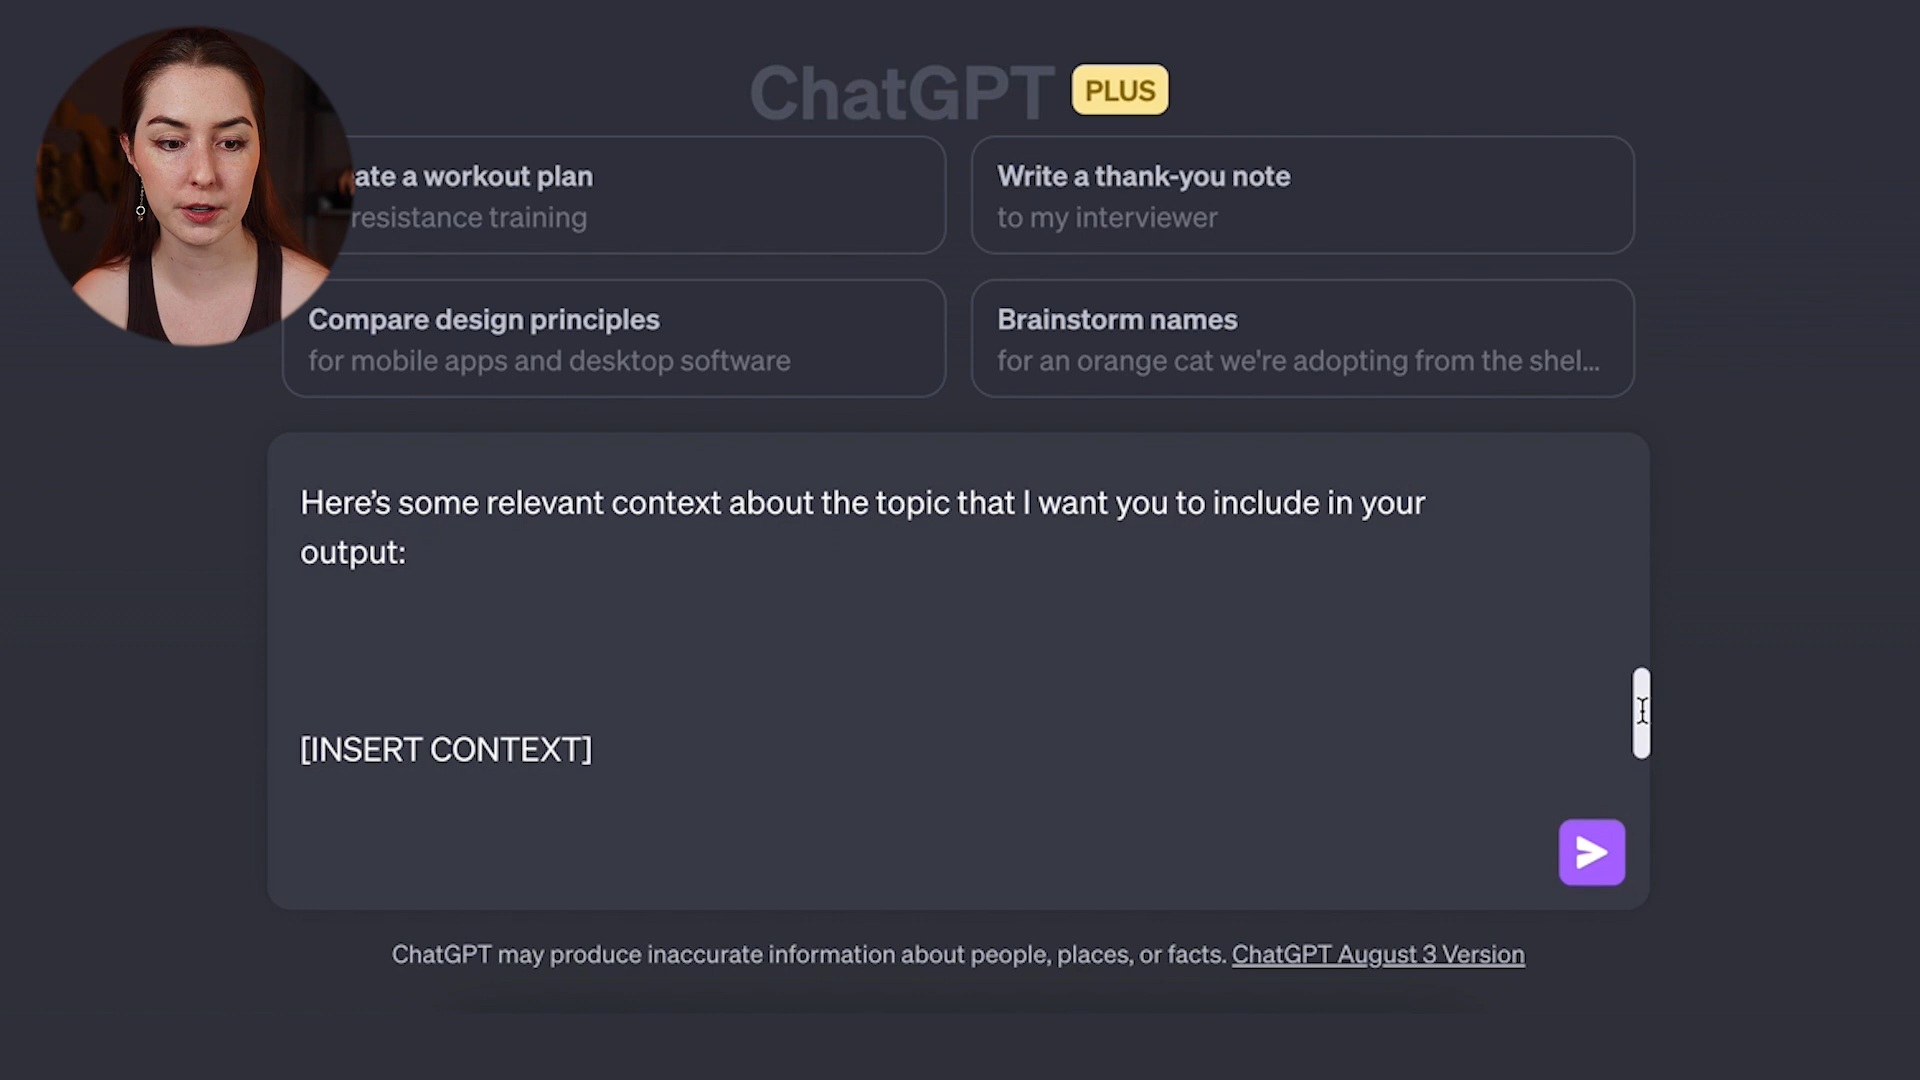 ChatGPT PLUS
ate a workout plan
resistance training
Write a thank-you note
to my interviewer
Compare design principles
for mobile apps and desktop software
Brainstorm names
for an orange cat we're adopting from the shel...
Here’s some relevant context about the topic that I want you to include in your
output:
[INSERT CONTEXT]
ChatGPT may produce inaccurate information about people, places, or facts. ChatGPT August 3 Version